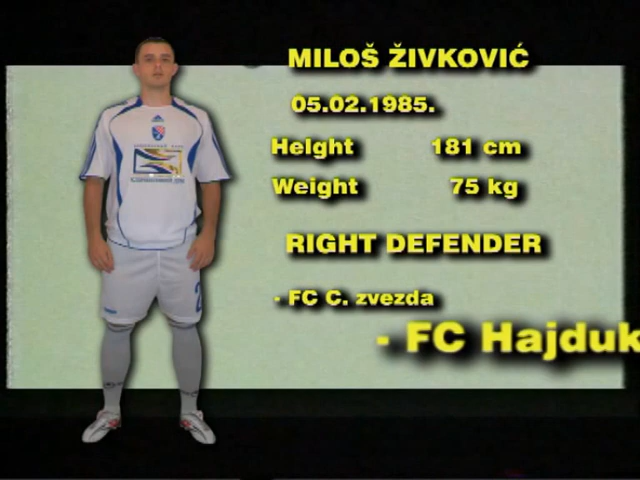 MILOŠ ŽIVKOVIĆ
05.02.1985.
Height 181 cm
Weight 75 kg
RIGHT DEFENDER
- FC C. zvezda
- FC Hajduk